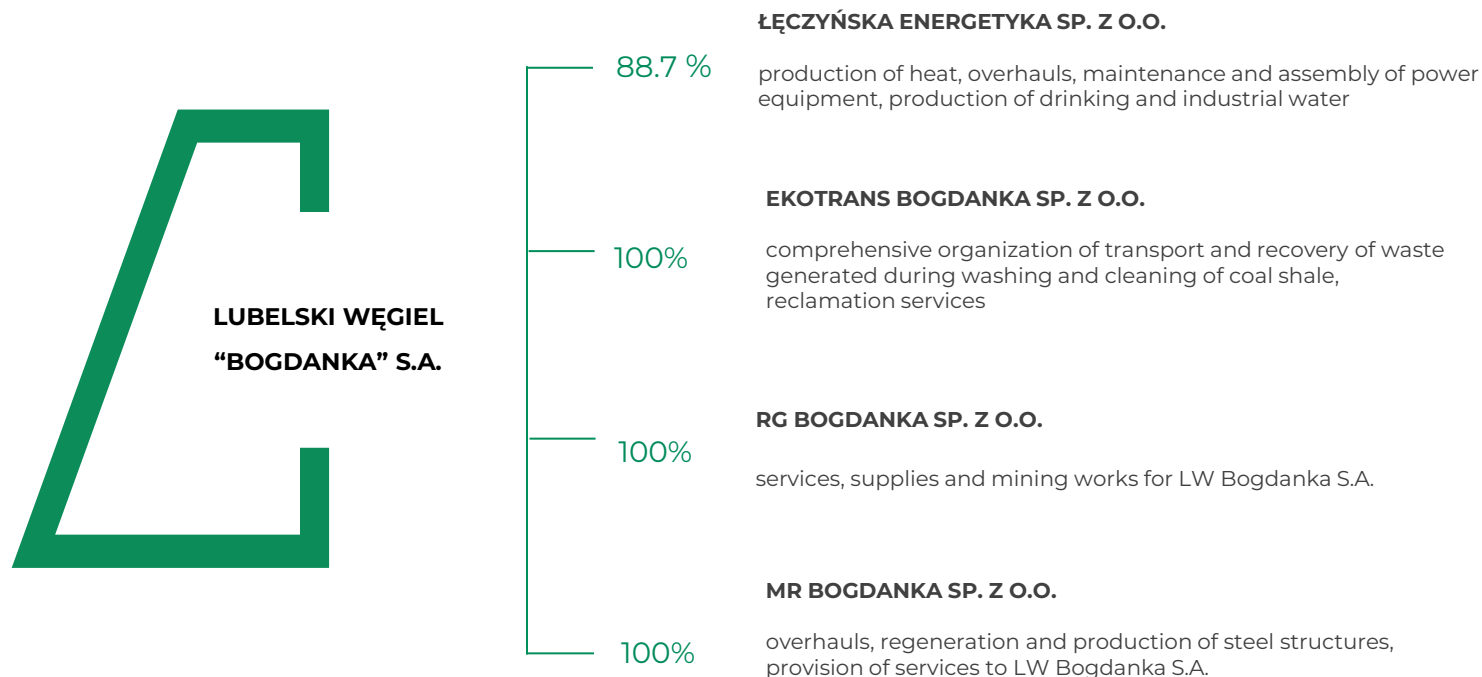 LUBELSKI WĘGIEL
“BOGDANKA” S.A.
88.7 %
ŁĘCZYŃSKA ENERGETYKA SP. Z O.O.
production of heat, overhauls, maintenance and assembly of power
equipment, production of drinking and industrial water
100%
EKOTRANS BOGDANKA SP. Z O.O.
comprehensive organization of transport and recovery of waste
generated during washing and cleaning of coal shale,
reclamation services
100%
RG BOGDANKA SP. Z O.O.
services, supplies and mining works for LW Bogdanka S.A.
100%
MR BOGDANKA SP. Z O.O.
overhauls, regeneration and production of steel structures,
provision of services to LW Bogdanka S.A.